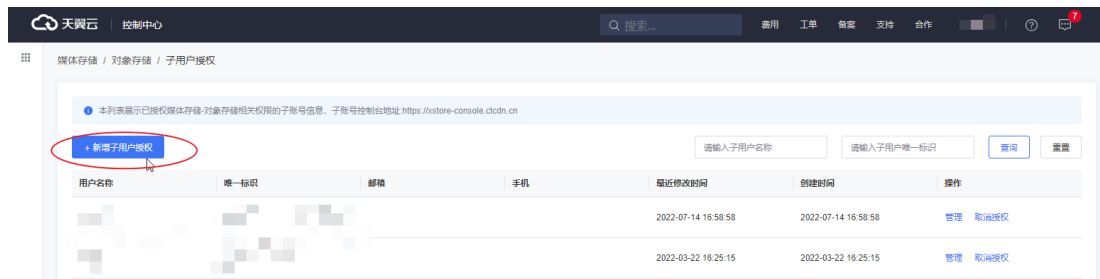 天翼云 控制中心 搜索... 费用 工单 备案 支持 合作 7
媒体存储 / 对象存储 / 子用户授权
本列表展示已授权媒体存储-对象存储相关权限的子账号信息，子账号控制台地址:https://xstore-console.ctcdn.cn
+ 新增子用户授权 请输入子用户名称 请输入子用户唯一标识 查询 重置
用户名称 唯一标识 邮箱 手机 最近修改时间 创建时间 操作
2022-07-14 16:58:58 2022-07-14 16:58:58 管理 取消授权
2022-03-22 16:25:15 2022-03-22 16:25:15 管理 取消授权